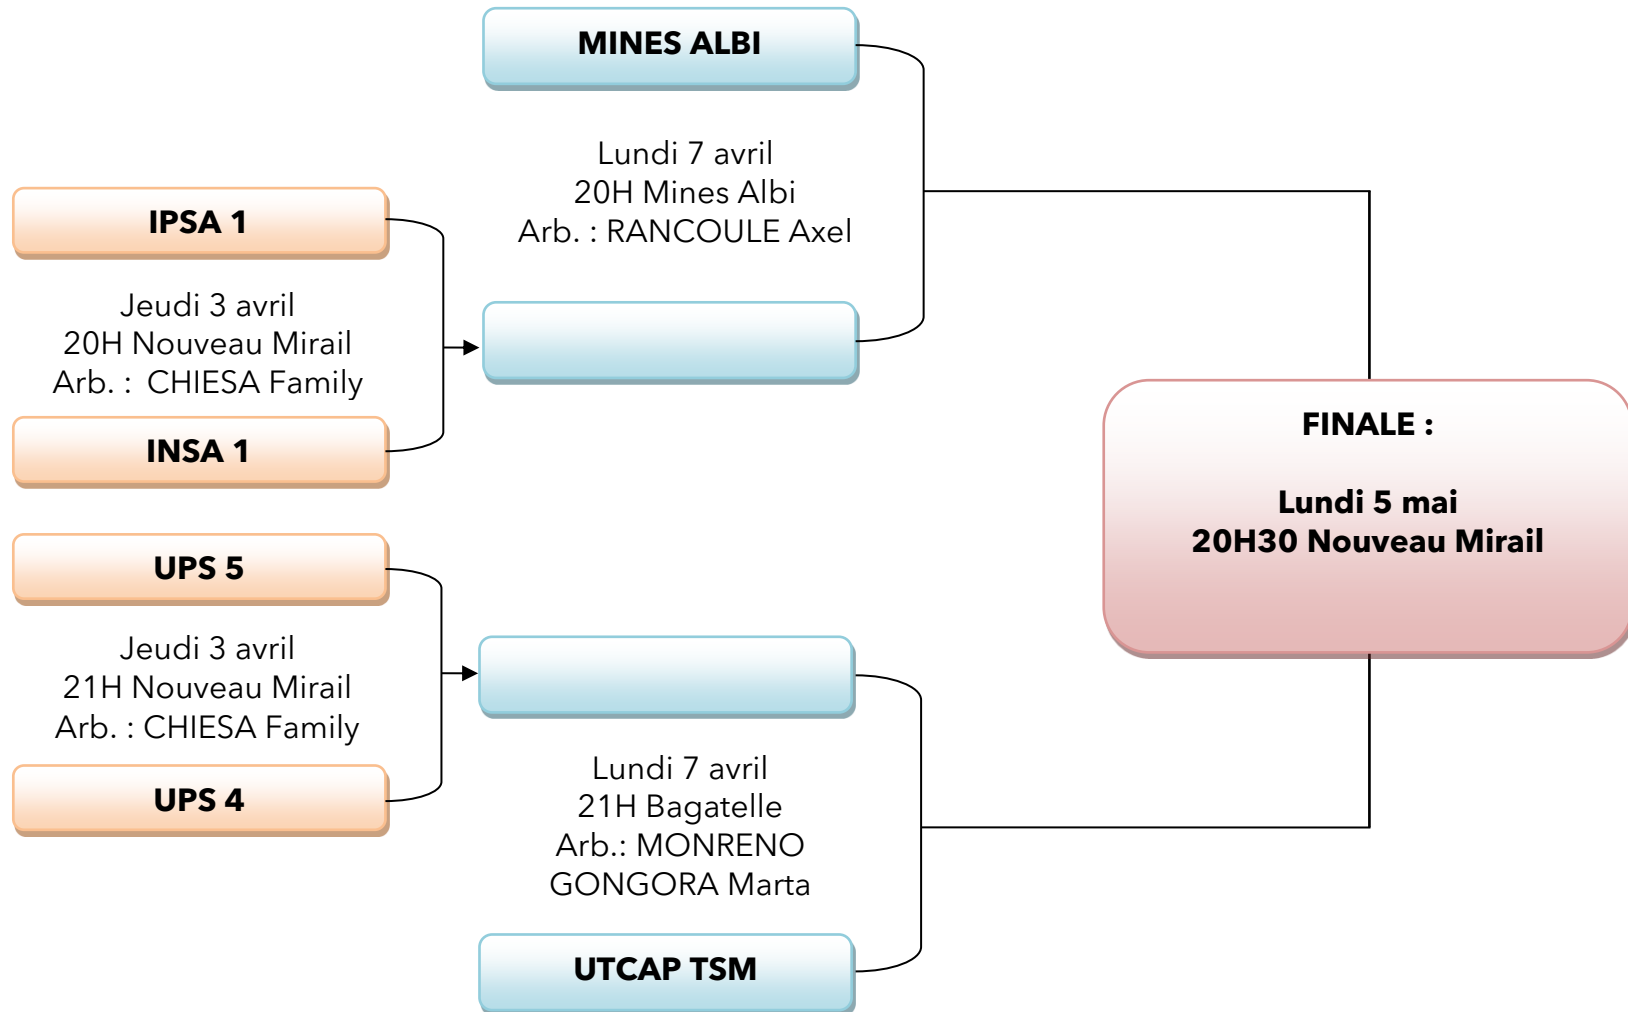 MINES ALBI
Lundi 7 avril
20H Mines Albi
Arb. : RANCOULE Axel
IPSA 1
Jeudi 3 avril
20H Nouveau Mirail
Arb. :  CHIESA Family
INSA 1
FINALE :
Lundi 5 mai
20H30 Nouveau Mirail
UPS 5
Jeudi 3 avril
21H Nouveau Mirail
Arb. : CHIESA Family
UPS 4
Lundi 7 avril
21H Bagatelle
Arb.: MONRENO
GONGORA Marta
UTCAP TSM